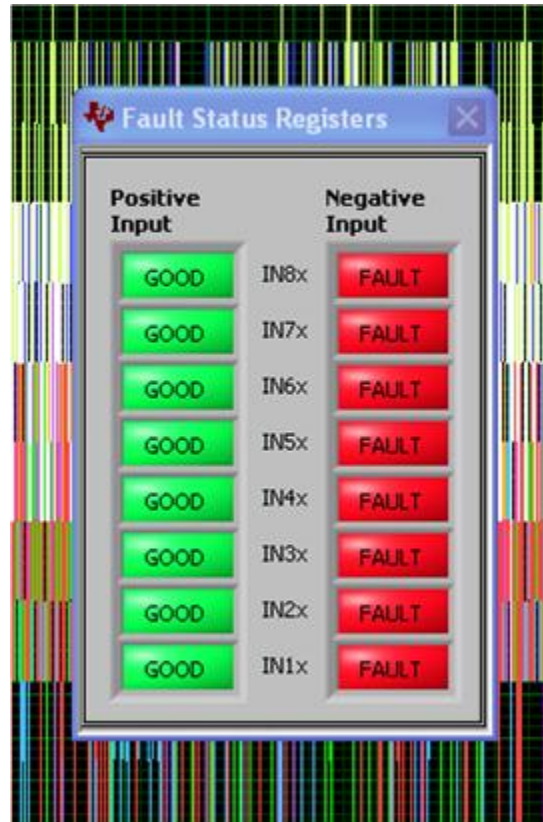 Fault Status Registers
Positive Input
Negative Input
GOOD IN8x FAULT
GOOD IN7x FAULT
GOOD IN6x FAULT
GOOD IN5x FAULT
GOOD IN4x FAULT
GOOD IN3x FAULT
GOOD IN2x FAULT
GOOD IN1x FAULT